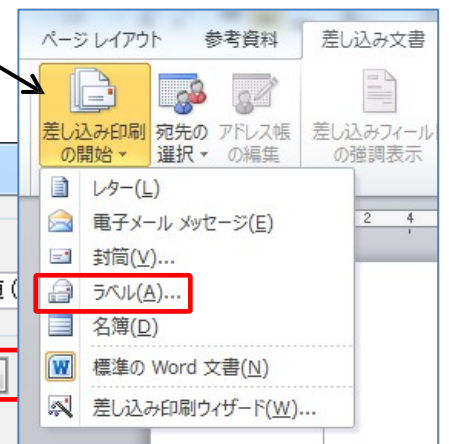 ページ レイアウト 参考資料 差し込み文書
差し込み印刷の開始 宛先の選択 アドレス帳の編集 差し込みフィール
の強調表示
レター(L)
電子メール メッセージ(E)
2 4
封筒(V)...
ラベル(A)...
名簿(D)
標準の Word 文書(N)
差し込み印刷ウィザード(W)...